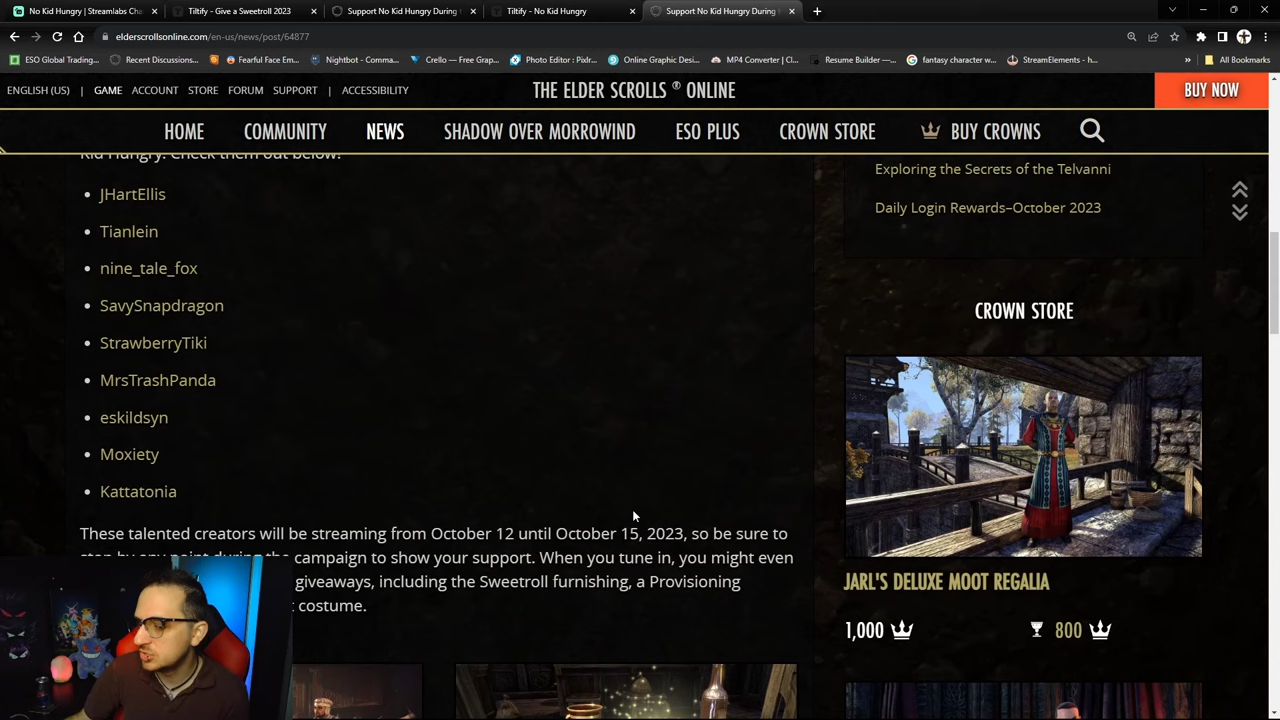 No Kid Hungry | Streamlabs Cha
Tiltify - Give a Sweetroll 2023
Support No Kid Hungry During
Tiltify - No Kid Hungry
Support No Kid Hungry During
elderscrollsonline.com/en-us/news/post/64877
ESO Global Trading...
Recent Discussions...
Fearful Face Em...
Nightbot - Comma...
Crello — Free Grap...
Photo Editor : Pixlr...
Online Graphic Desi...
MP4 Converter | Cl...
Resume Builder —...
fantasy character w...
StreamElements - h...
All Bookmarks
ENGLISH (US) | GAME ACCOUNT STORE FORUM SUPPORT | ACCESSIBILITY
THE ELDER SCROLLS ® ONLINE
BUY NOW
HOME COMMUNITY NEWS SHADOW OVER MORROWIND ESO PLUS CROWN STORE BUY CROWNS
Kid Hungry. Check them out below!
JHartEllis
Tianlein
nine_tale_fox
SavySnapdragon
StrawberryTiki
MrsTrashPanda
eskildsyn
Moxiety
Kattatonia
These talented creators will be streaming from October 12 until October 15, 2023, so be sure to
stop by any point during the campaign to show your support. When you tune in, you might even
giveaways, including the Sweetroll furnishing, a Provisioning
costume.
Exploring the Secrets of the Telvanni
Daily Login Rewards–October 2023
CROWN STORE
JARL'S DELUXE MOOT REGALIA
1,000
800